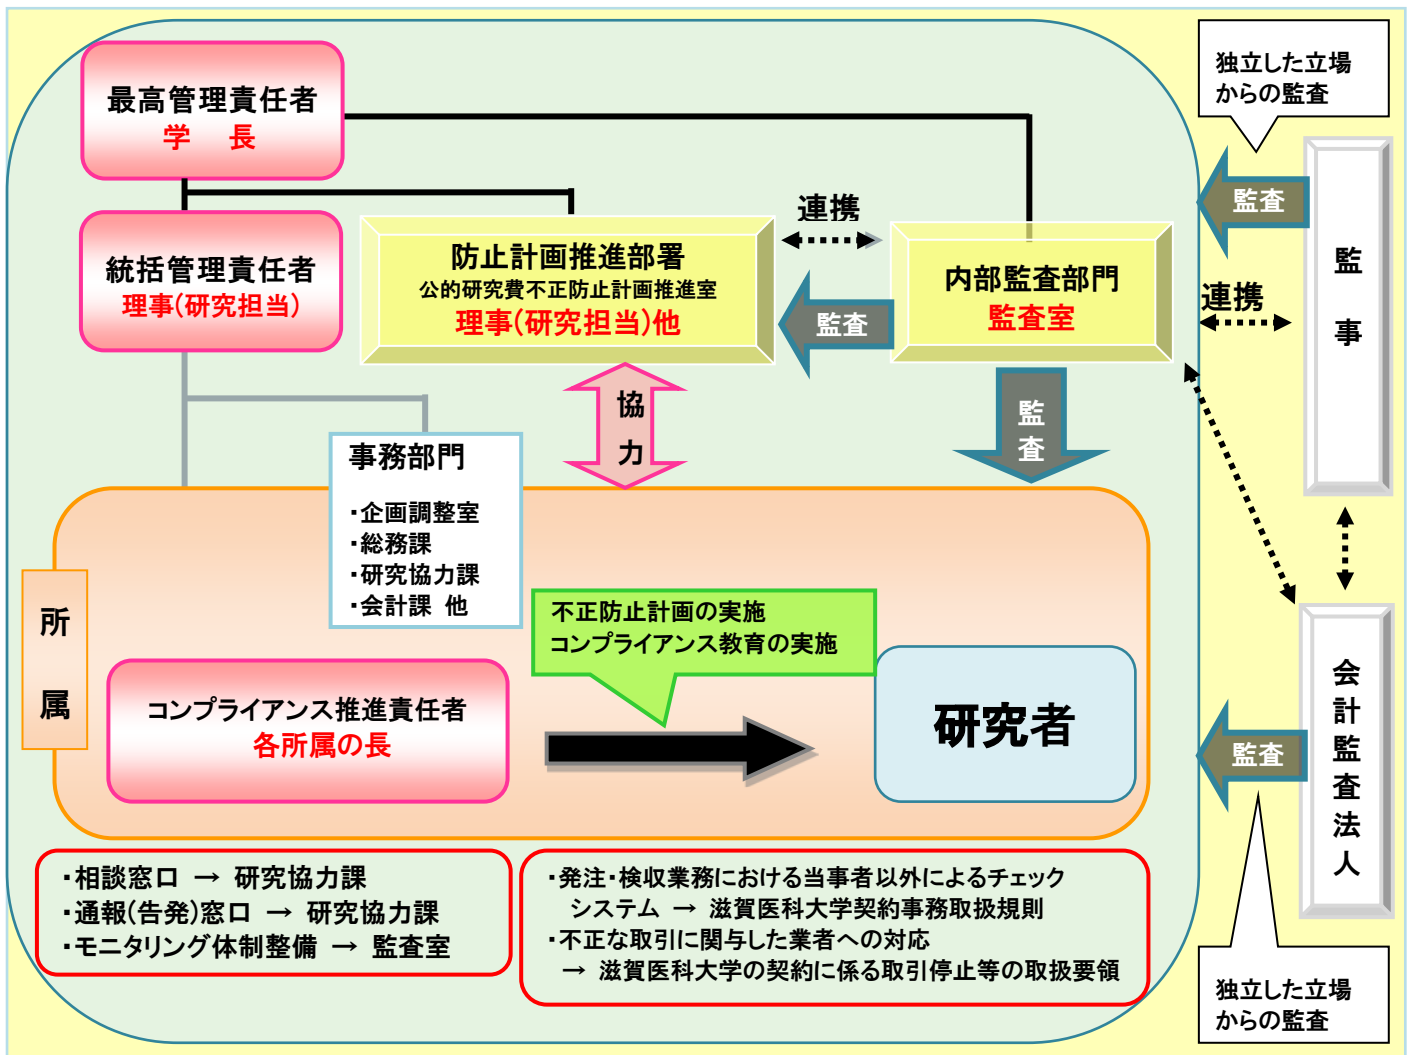 独立した立場
からの監査
最高管理責任者
学　長
監査
連携
監
事
統括管理責任者
理事(研究担当)
防止計画推進部署
公的研究費不正防止計画推進室
理事(研究担当)他
監査
内部監査部門
監査室
連携
協
力
監
査
事務部門
・企画調整室
・総務課
・研究協力課
・会計課 他
所
属
不正防止計画の実施
コンプライアンス教育の実施
コンプライアンス推進責任者
各所属の長
研究者
監査
会
計
監
査
法
人
・相談窓口 → 研究協力課
・通報(告発)窓口 → 研究協力課
・モニタリング体制整備 → 監査室
・発注・検収業務における当事者以外によるチェック
システム → 滋賀医科大学契約事務取扱規則
・不正な取引に関与した業者への対応
→ 滋賀医科大学の契約に係る取引停止等の取扱要領
独立した立場
からの監査